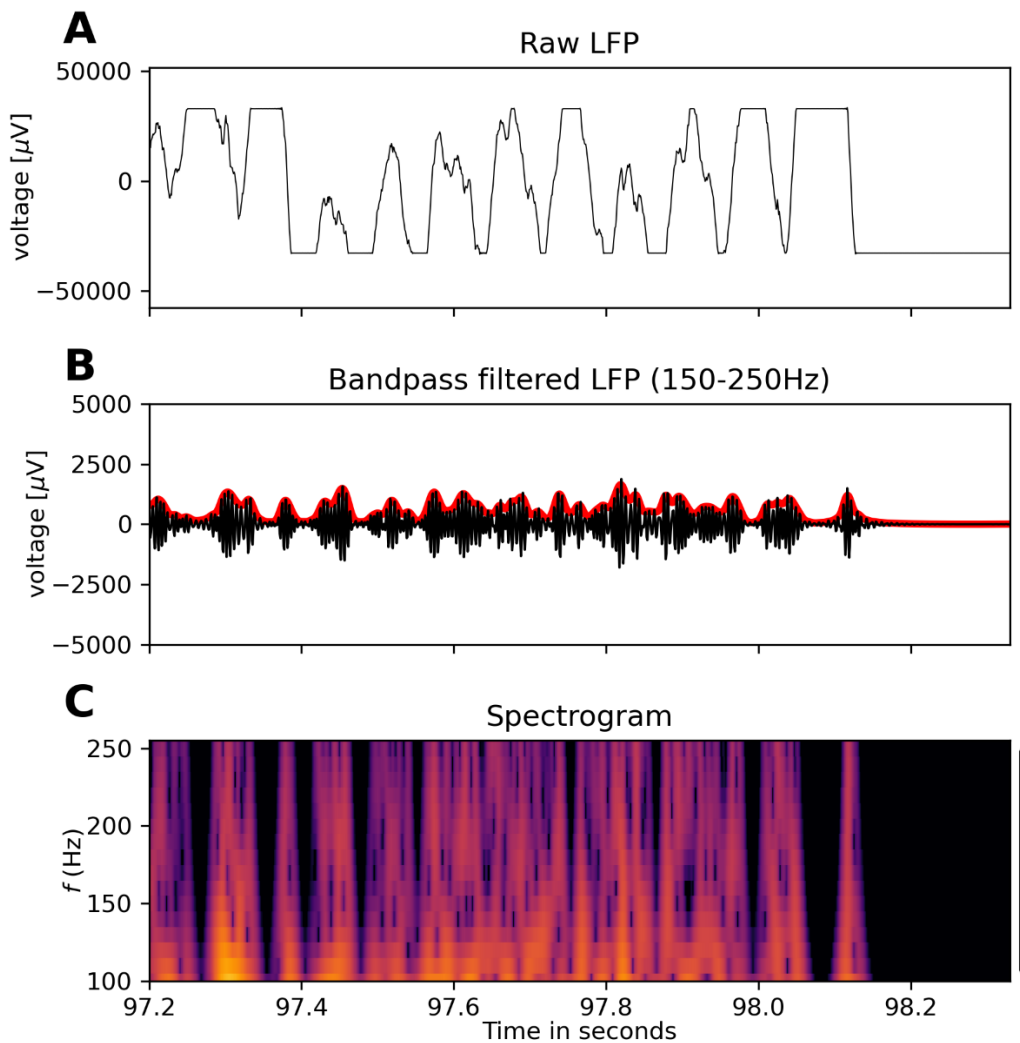 A
Raw LFP
50000
0
−50000
voltage [μV]
B
Bandpass filtered LFP (150-250Hz)
5000
2500
0
−2500
−5000
voltage [μV]
C
Spectrogram
250
200
150
100
f (Hz)
97.2 97.4 97.6 97.8 98.0 98.2
Time in seconds